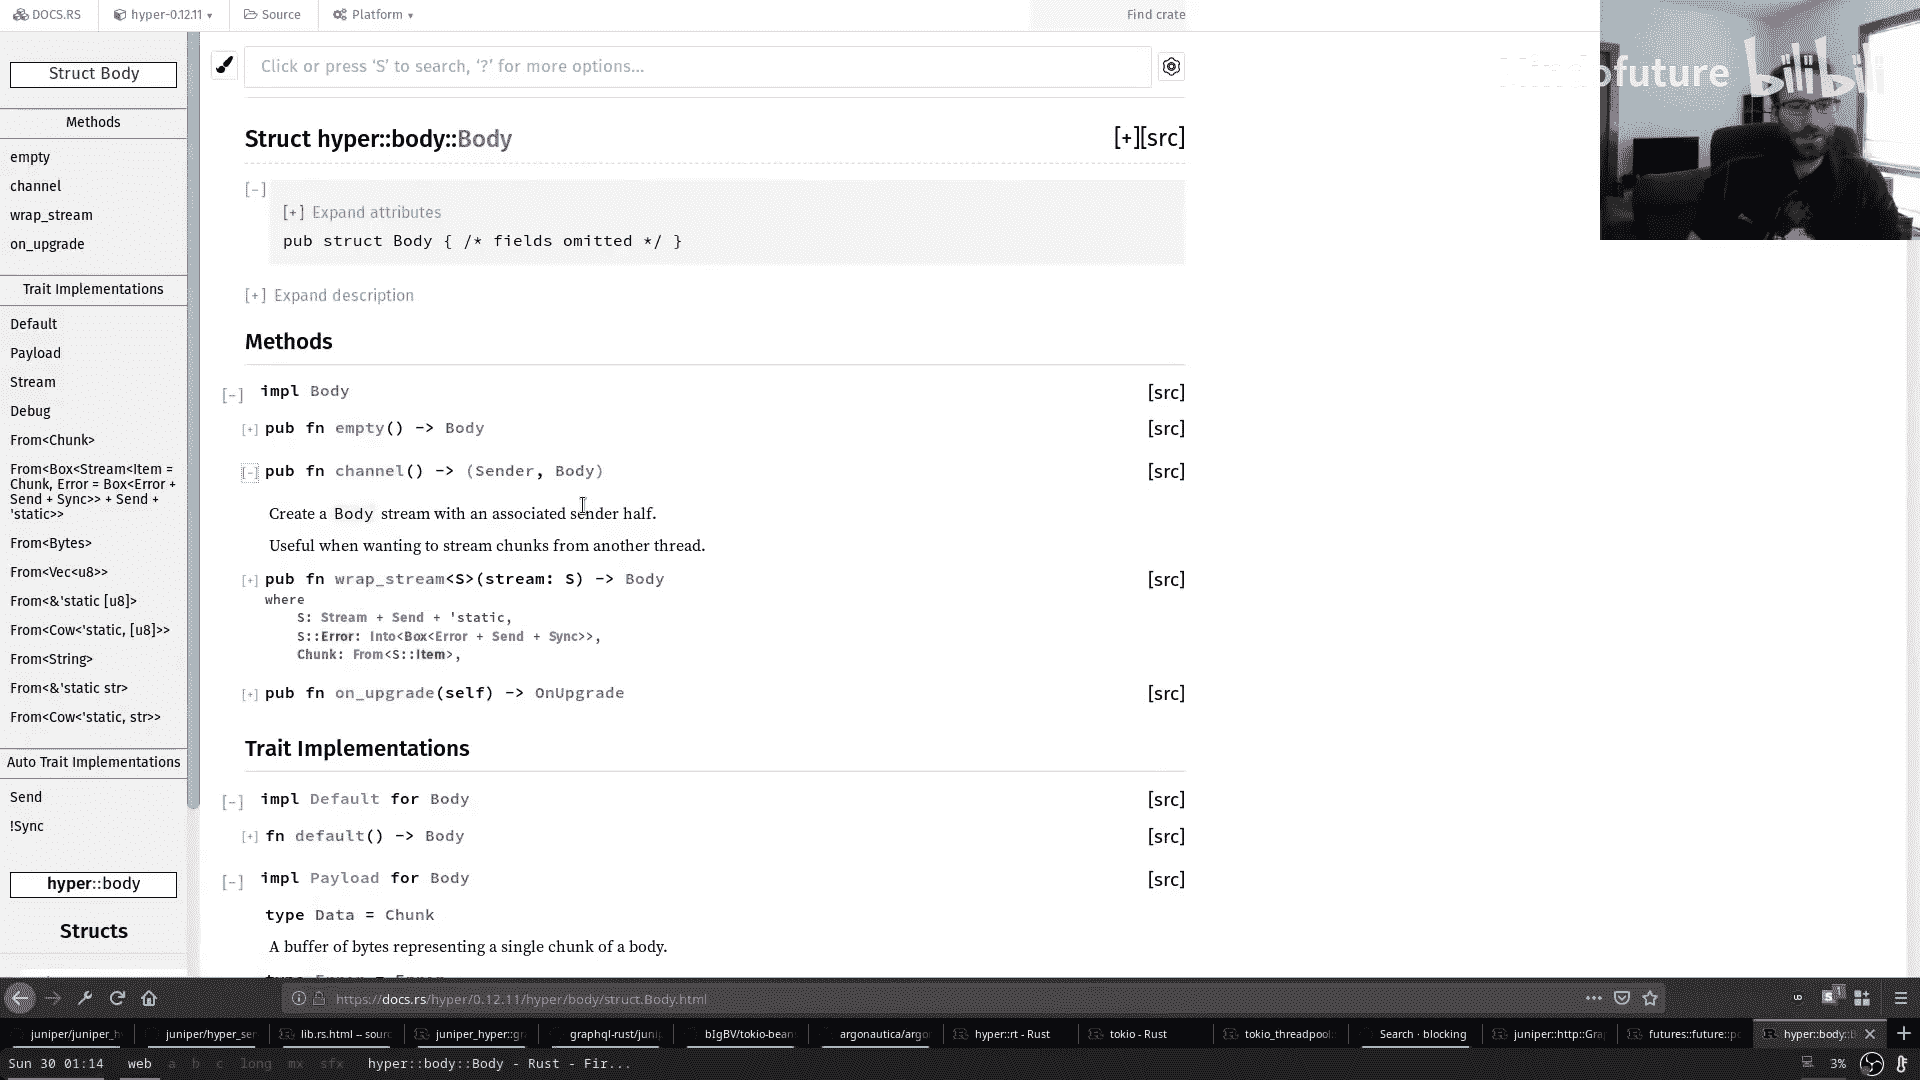 DOCS.RS
hyper-0.12.11
Source
Platform
Find crate
Struct Body
Methods
empty
channel
wrap_stream
on_upgrade
Trait Implementations
Default
Payload
Stream
Debug
From<Chunk>
From<Box<Stream<Item =
Chunk, Error = Box<Error +
Send + Sync>> + Send +
'static>>
From<Bytes>
From<Vec<u8>>
From<&'static [u8]>
From<Cow<'static, [u8]>>
From<String>
From<&'static str>
From<Cow<'static, str>>
Auto Trait Implementations
Send
!Sync
hyper::body
Structs
Click or press ‘S’ to search, ‘?’ for more options…
ofuture bilibili
Struct hyper::body::Body [+][src]
[−]
[+] Expand attributes
pub struct Body { /* fields omitted */ }
[+] Expand description
Methods
[−] impl Body [src]
[+] pub fn empty() -> Body [src]
[−] pub fn channel() -> (Sender, Body) [src]
Create a Body stream with an associated sender half.
Useful when wanting to stream chunks from another thread.
[+] pub fn wrap_stream<S>(stream: S) -> Body [src]
where
S: Stream + Send + 'static,
S::Error: Into<Box<Error + Send + Sync>>,
Chunk: From<S::Item>,
[+] pub fn on_upgrade(self) -> OnUpgrade [src]
Trait Implementations
[−] impl Default for Body [src]
[+] fn default() -> Body [src]
[−] impl Payload for Body [src]
type Data = Chunk
A buffer of bytes representing a single chunk of a body.
type Error = Error
https://docs.rs/hyper/0.12.11/hyper/body/struct.Body.html
juniper/juniper_h
juniper/hyper_se
lib.rs.html -- sour
juniper_hyper::gr
graphql-rust/juni
bIgBV/tokio-bean
argonautica/argo
hyper::rt - Rust
tokio - Rust
tokio_threadpool:
Search · blocking
juniper::http::Gra
futures::future::p
hyper::body::B
Sun 30 01:14 web a b c long mx sfx hyper::body::Body - Rust - Fir... 3%